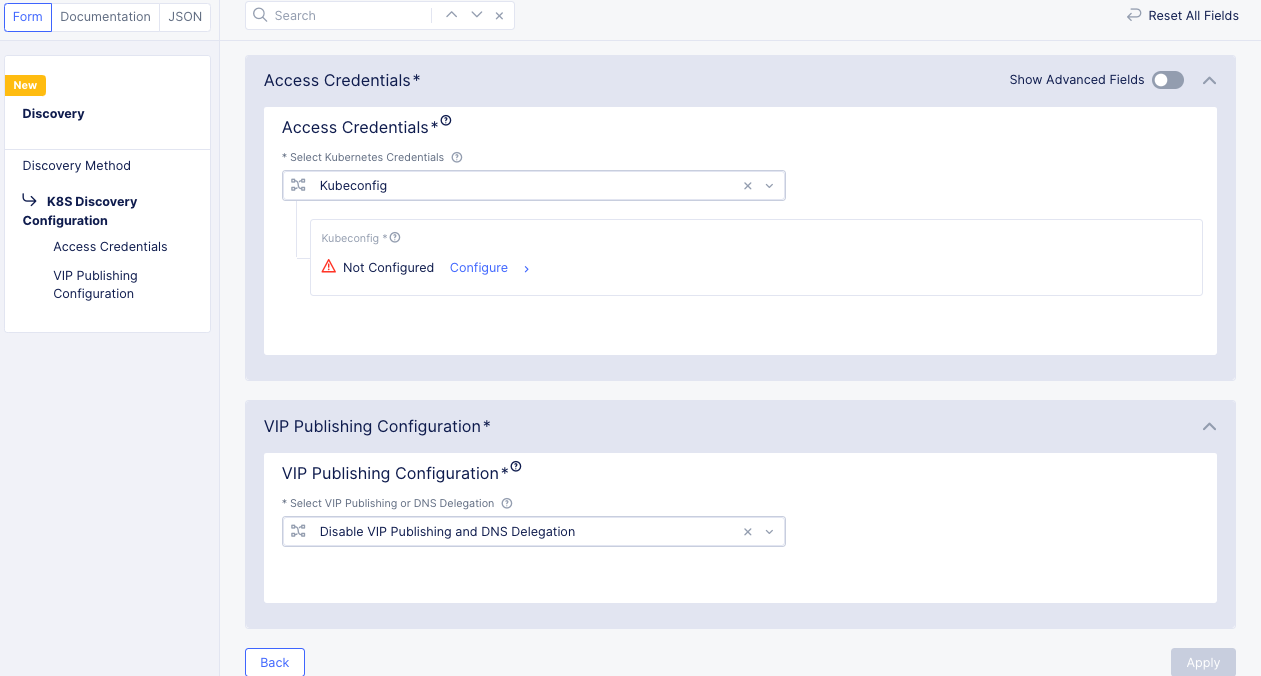 Form Documentation JSON
Search
Reset All Fields
New
Discovery
Discovery Method
K8S Discovery
Configuration
Access Credentials
VIP Publishing
Configuration
Access Credentials*
Show Advanced Fields
Access Credentials*
* Select Kubernetes Credentials
Kubeconfig
Kubeconfig *
Not Configured Configure
VIP Publishing Configuration*
VIP Publishing Configuration*
* Select VIP Publishing or DNS Delegation
Disable VIP Publishing and DNS Delegation
Back
Apply